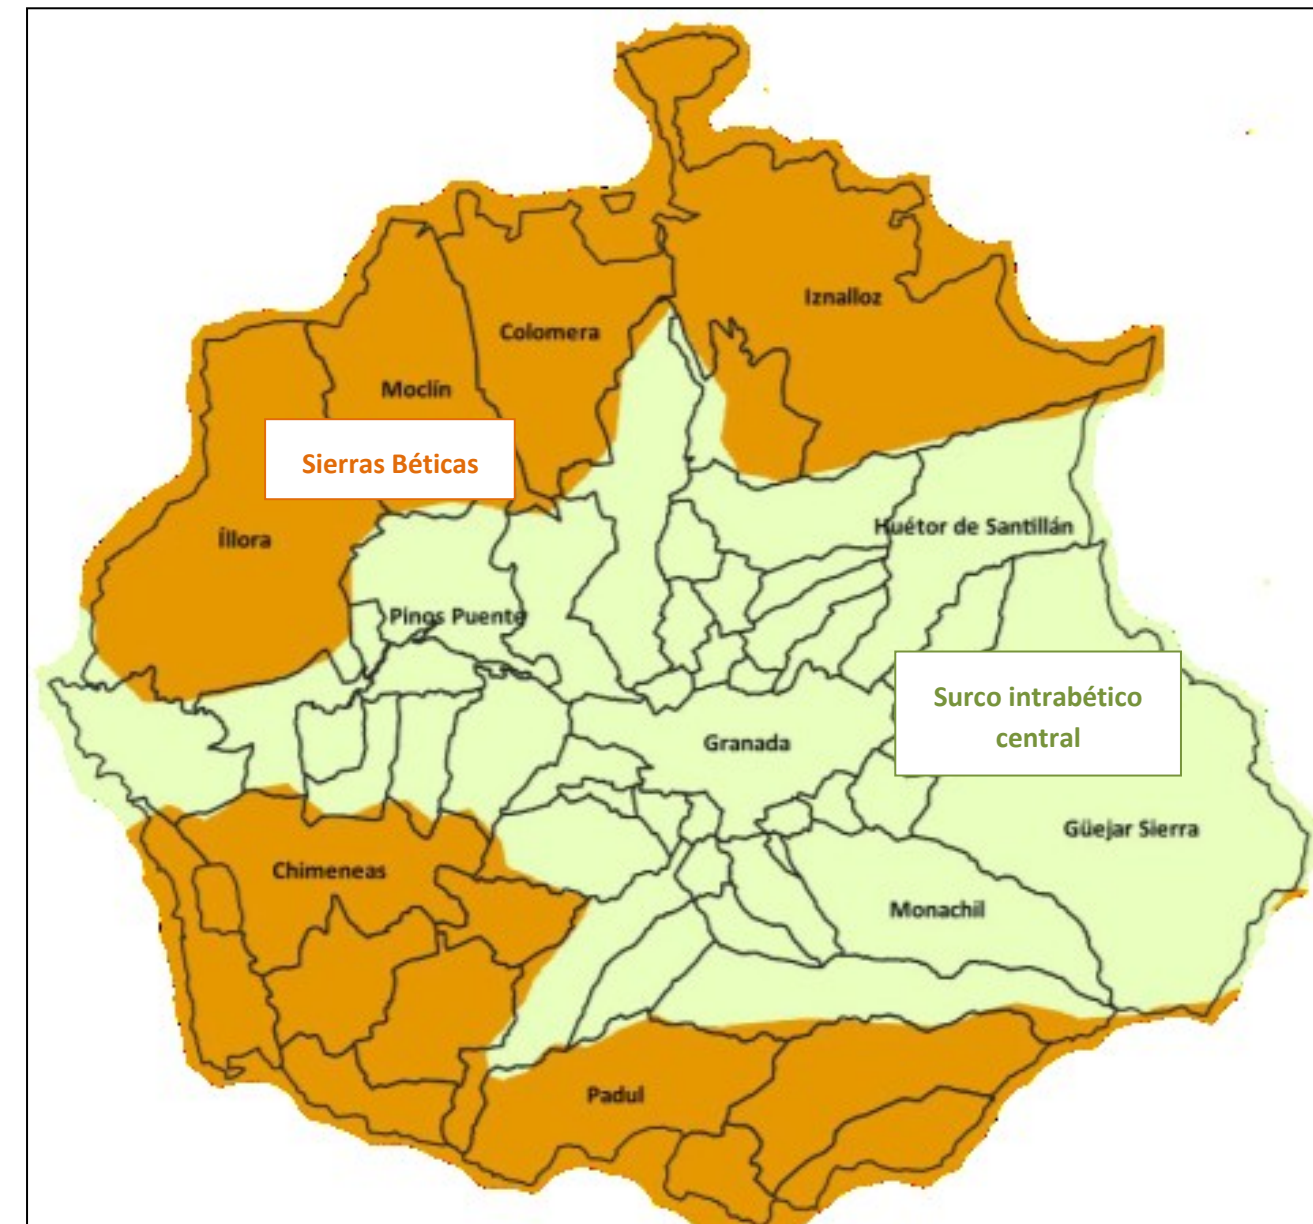 Iznalloz
Colomera
Moclín
Sierras Béticas
Huétor de Santillán
Íllora
Pinos Puente
Surco intrabético
central
Granada
Güejar Sierra
Chimeneas
Monachil
Padul